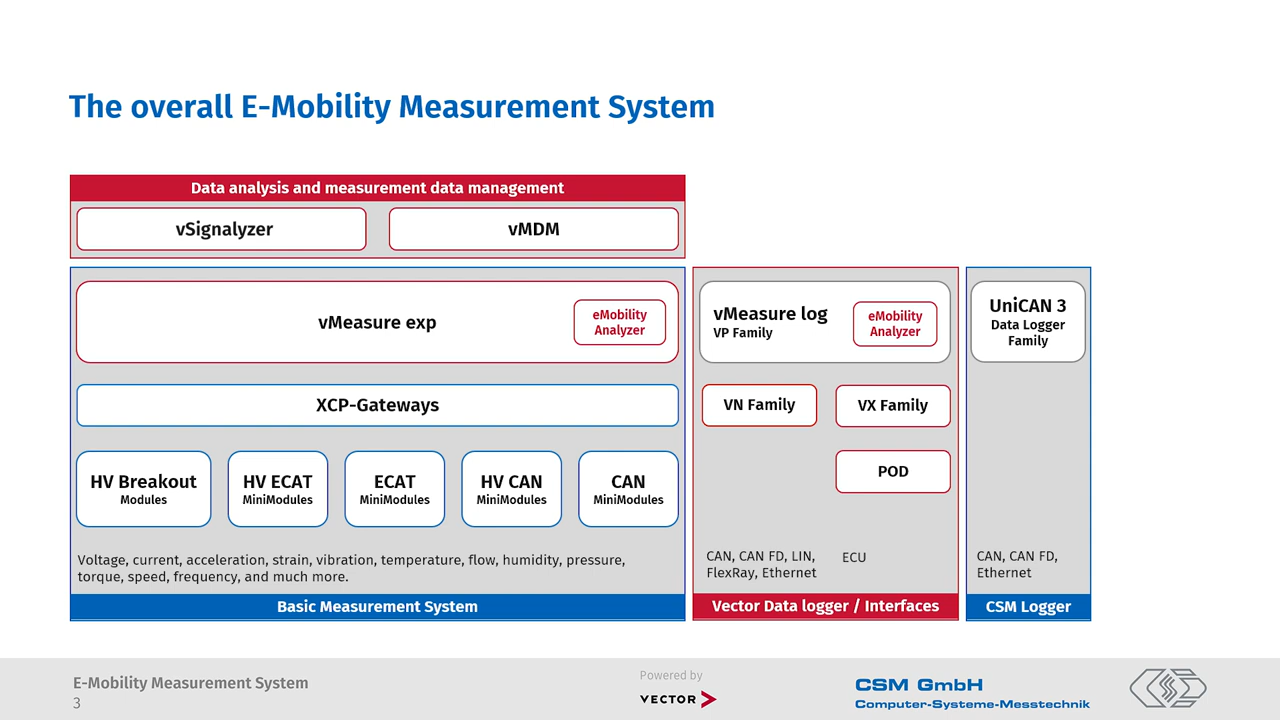 The overall E-Mobility Measurement System
Data analysis and measurement data management
vSignalyzer
vMDM
vMeasure exp
eMobility
Analyzer
XCP-Gateways
HV Breakout
Modules
HV ECAT
MiniModules
ECAT
MiniModules
HV CAN
MiniModules
CAN
MiniModules
Voltage, current, acceleration, strain, vibration, temperature, flow, humidity, pressure,
torque, speed, frequency, and much more.
Basic Measurement System
vMeasure log
VP Family
eMobility
Analyzer
VN Family
VX Family
POD
CAN, CAN FD, LIN,
FlexRay, Ethernet
ECU
Vector Data logger / Interfaces
UniCAN 3
Data Logger
Family
CAN, CAN FD,
Ethernet
CSM Logger
E-Mobility Measurement System
3
Powered by
VECTOR
CSM GmbH
Computer-Systeme-Messtechnik